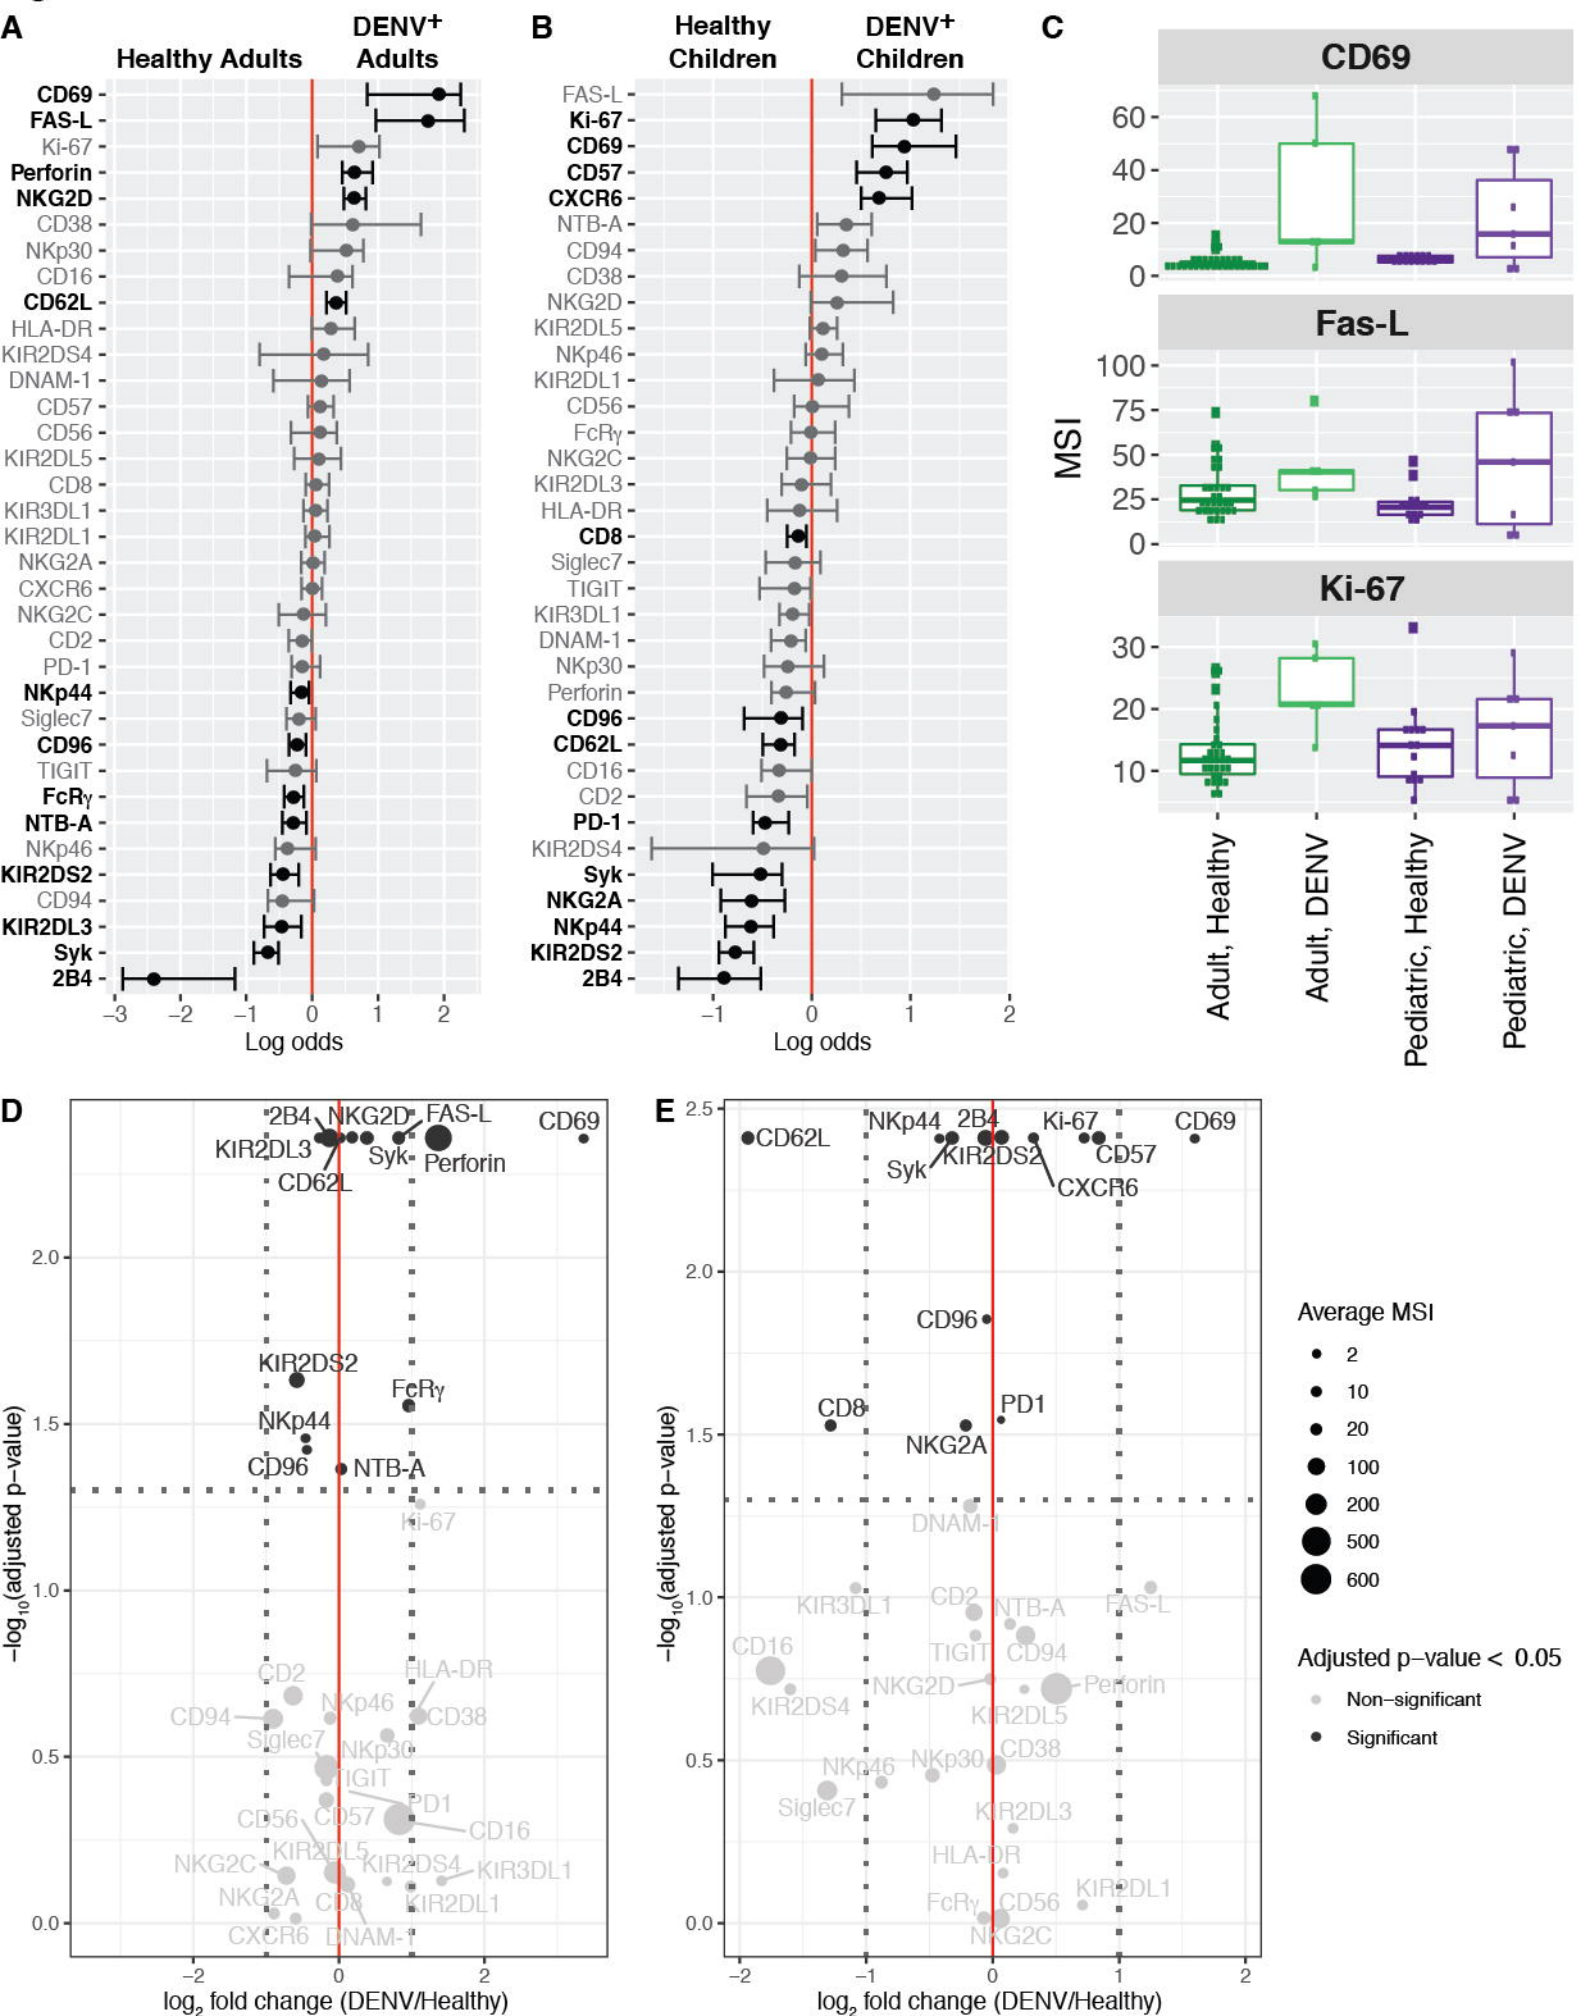 A
Healthy Adults
DENV+
Adults
CD69
FAS-L
Ki-67
Perforin
NKG2D
CD38
NKp30
CD16
CD62L
HLA-DR
KIR2DS4
DNAM-1
CD57
CD56
KIR2DL5
CD8
KIR3DL1
KIR2DL1
NKG2A
CXCR6
NKG2C
CD2
PD-1
NKp44
Siglec7
CD96
TIGIT
FcRγ
NTB-A
NKp46
KIR2DS2
CD94
KIR2DL3
Syk
2B4
−3 −2 −1 0 1 2
Log odds
B
Healthy
Children
DENV+
Children
FAS-L
Ki-67
CD69
CD57
CXCR6
NTB-A
CD94
CD38
NKG2D
KIR2DL5
NKp46
KIR2DL1
CD56
FcRγ
NKG2C
KIR2DL3
HLA-DR
CD8
Siglec7
TIGIT
KIR3DL1
DNAM-1
NKp30
Perforin
CD96
CD62L
CD16
CD2
PD-1
KIR2DS4
Syk
NKG2A
NKp44
KIR2DS2
2B4
−1 0 1 2
Log odds
C
CD69
60
40
20
0
Fas-L
100
75
50
25
0
MSI
Ki-67
30
20
10
Adult, Healthy
Adult, DENV
Pediatric, Healthy
Pediatric, DENV
D
2B4 NKG2D FAS-L
CD69
KIR2DL3
Syk
Perforin
CD62L
2.0
KIR2DS2
FcRγ
1.5
NKp44
CD96
NTB-A
Ki-67
1.0
CD2
HLA-DR
CD94
NKp46
CD38
Siglec7
NKp30
0.5
TIGIT
PD1
CD56 CD57
CD16
KIR2DL5
NKG2C
KIR2DS4
KIR3DL1
NKG2A
CD8
KIR2DL1
0.0
CXCR6
DNAM-1
−2 0 2
−log10(adjusted p−value)
log2 fold change (DENV/Healthy)
E
2.5
NKp44 2B4 Ki-67 CD69
CD62L
Syk
KIR2DS2
CD57
CXCR6
2.0
CD96
CD8
PD1
1.5
NKG2A
DNAM-1
1.0
KIR3DL1
CD2
NTB-A
FAS-L
CD16
TIGIT
CD94
NKG2D
Perforin
KIR2DS4
KIR2DL5
0.5
NKp46
NKp30
CD38
Siglec7
KIR2DL3
HLA-DR
KIR2DL1
FcRγ CD56
0.0
NKG2C
−2 −1 0 1 2
−log10(adjusted p−value)
log2 fold change (DENV/Healthy)
Average MSI
2
10
20
100
200
500
600
Adjusted p−value < 0.05
Non−significant
Significant